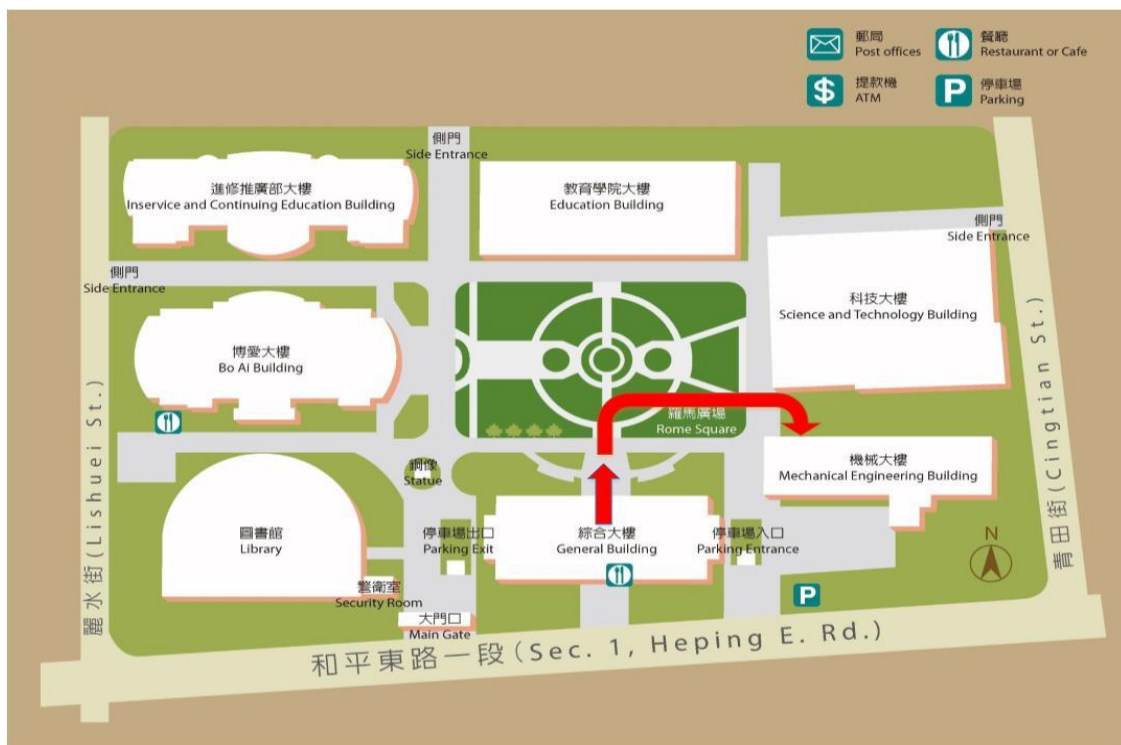 郵局
Post offices
餐廳
Restaurant or Cafe
$ 提款機
ATM
P 停車場
Parking
側門
Side Entrance
進修推廣部大樓
Inservice and Continuing Education Building
教育學院大樓
Education Building
側門
Side Entrance
側門
Side Entrance
科技大樓
Science and Technology Building
博愛大樓
Bo Ai Building
羅馬廣場
Rome Square
銅像
Statue
機械大樓
Mechanical Engineering Building
圖書館
Library
停車場出口
Parking Exit
綜合大樓
General Building
停車場入口
Parking Entrance
N
警衛室
Security Room
P
大門口
Main Gate
麗水街(Lishuei St.)
青田街(Cingtian St.)
和平東路一段(Sec. 1, Heping E. Rd.)